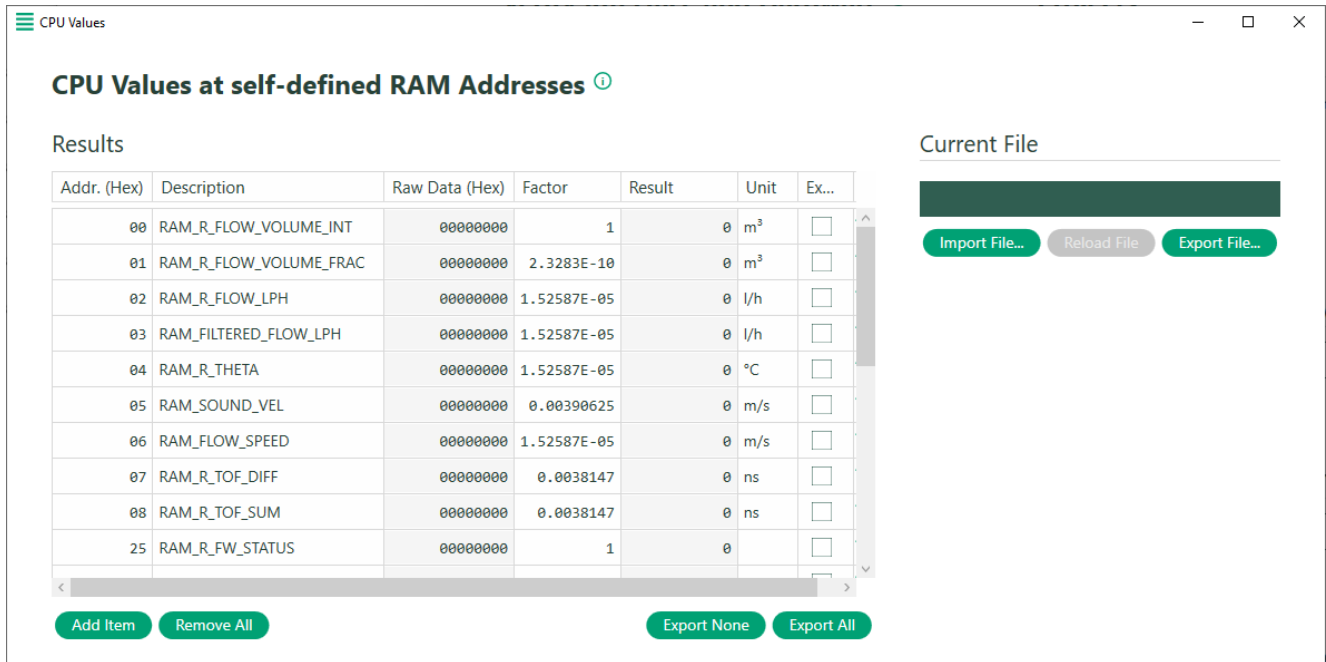 CPU Values
CPU Values at self-defined RAM Addresses
Results
Current File
Addr. (Hex) Description Raw Data (Hex) Factor Result Unit Ex...
00 RAM_R_FLOW_VOLUME_INT 00000000 1 0 m³
01 RAM_R_FLOW_VOLUME_FRAC 00000000 2.3283E-10 0 m³
02 RAM_R_FLOW_LPH 00000000 1.52587E-05 0 l/h
03 RAM_FILTERED_FLOW_LPH 00000000 1.52587E-05 0 l/h
04 RAM_R_THETA 00000000 1.52587E-05 0 °C
05 RAM_SOUND_VEL 00000000 0.00390625 0 m/s
06 RAM_FLOW_SPEED 00000000 1.52587E-05 0 m/s
07 RAM_R_TOF_DIFF 00000000 0.0038147 0 ns
08 RAM_R_TOF_SUM 00000000 0.0038147 0 ns
25 RAM_R_FW_STATUS 00000000 1 0
Import File... Reload File Export File...
Add Item Remove All Export None Export All